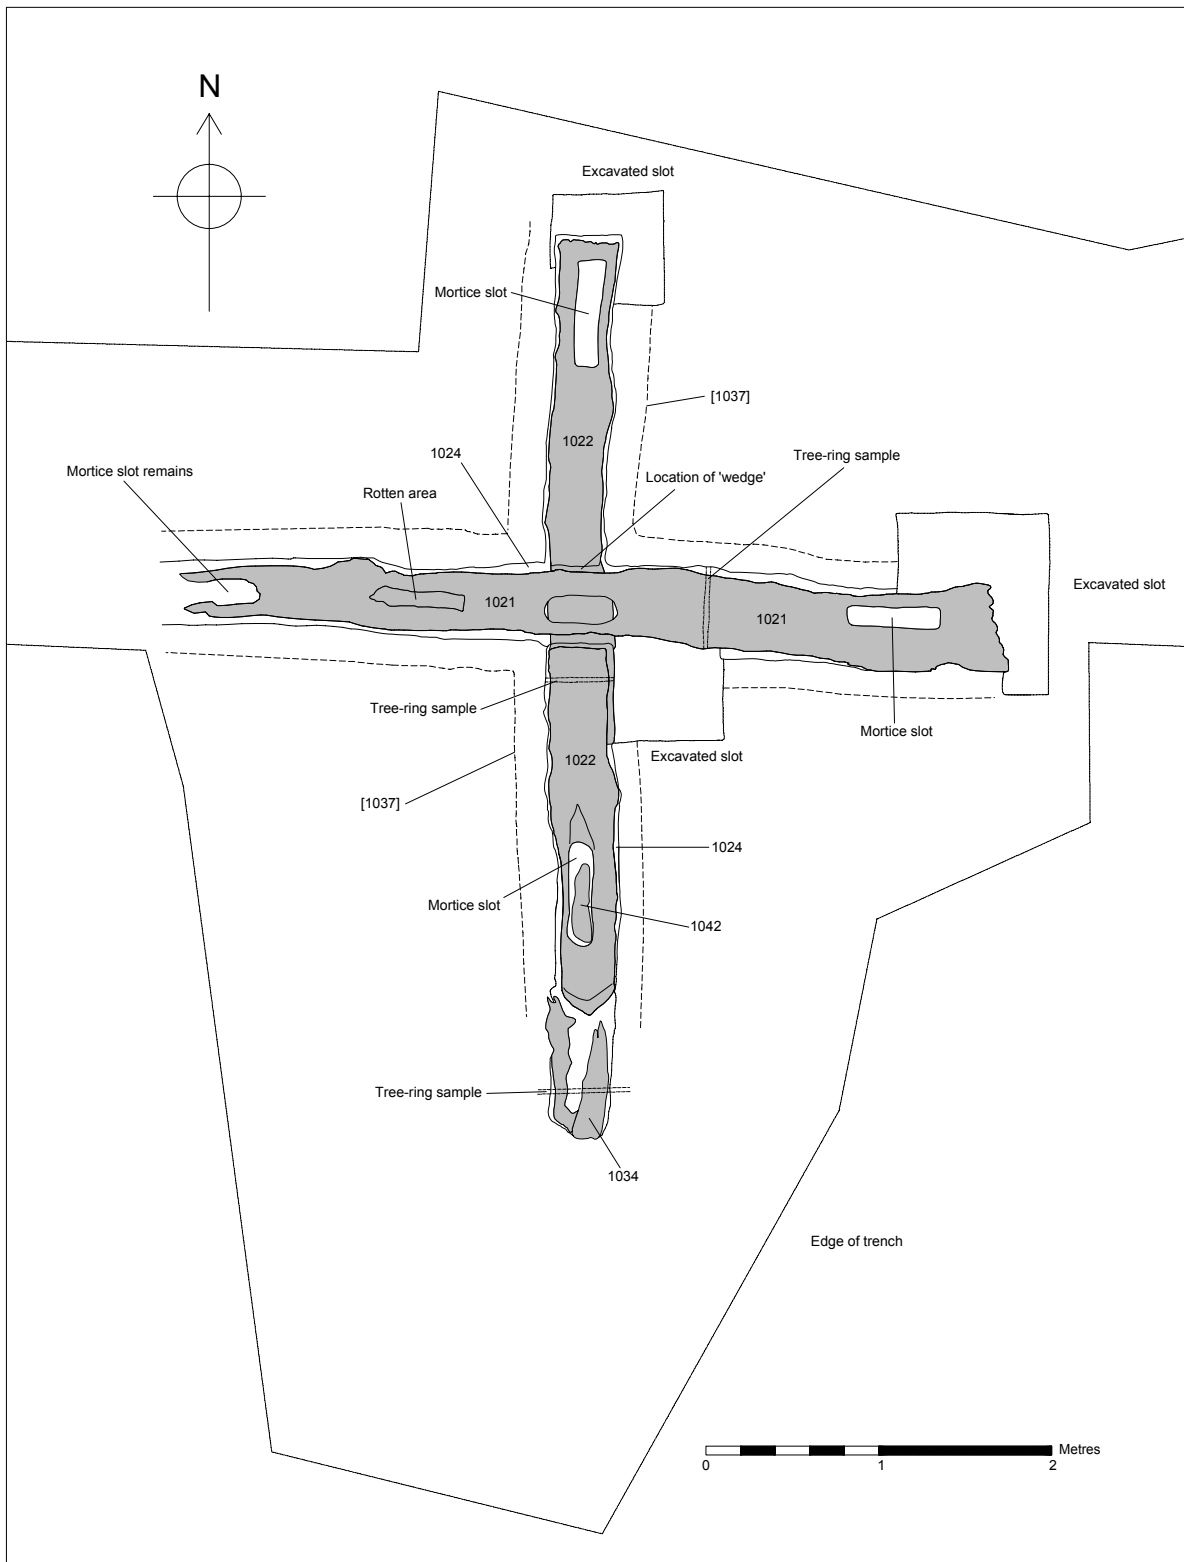 N
Excavated slot
Mortice slot
[1037]
1022
1024
Tree-ring sample
Mortice slot remains
Location of 'wedge'
Rotten area
Excavated slot
1021
1021
Tree-ring sample
Mortice slot
1022
Excavated slot
[1037]
1024
Mortice slot
1042
Tree-ring sample
1034
Edge of trench
Metres
0 1 2